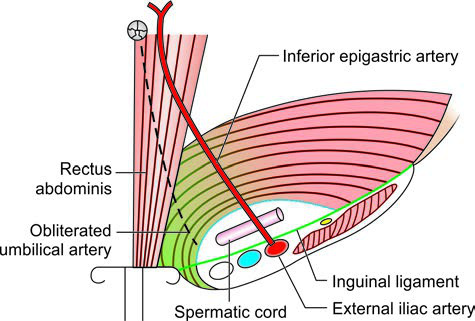 Inferior epigastric artery
Rectus
abdominis
Obliterated
umbilical artery
Inguinal ligament
Spermatic cord
External iliac artery